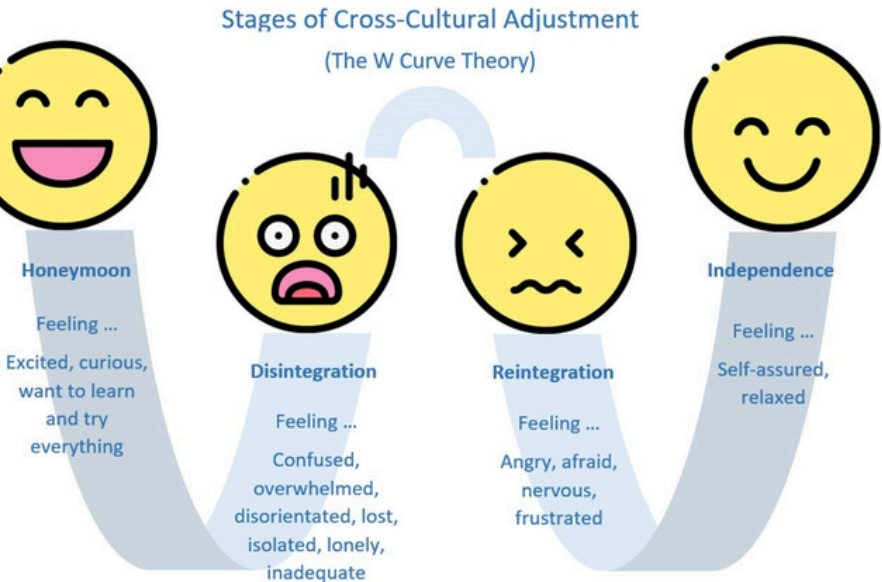 Stages of Cross-Cultural Adjustment
(The W Curve Theory)
Honeymoon
Feeling ...
Excited, curious,
want to learn
and try
everything
Disintegration
Feeling ...
Confused,
overwhelmed,
disorientated, lost,
isolated, lonely,
inadequate
Reintegration
Feeling ...
Angry, afraid,
nervous,
frustrated
Independence
Feeling ...
Self-assured,
relaxed